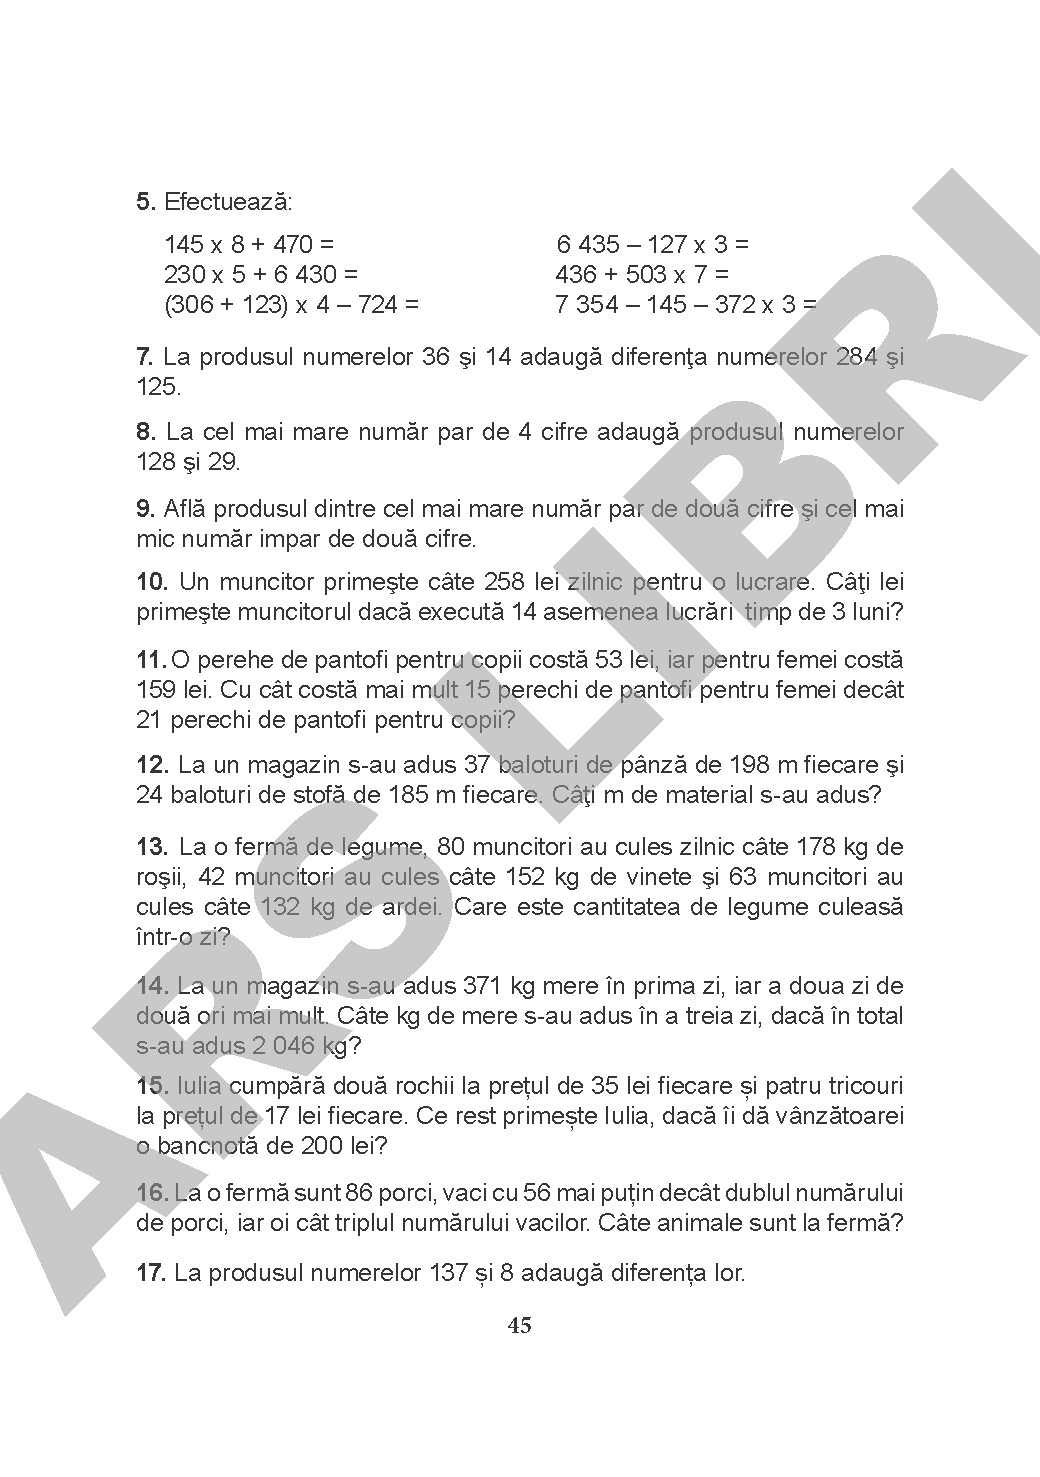 5. Efectuează:
145 x 8 + 470 =
230 x 5 + 6 430 =
(306 + 123) x 4 – 724 =
6 435 – 127 x 3 =
436 + 503 x 7 =
7 354 – 145 – 372 x 3 =
7. La produsul numerelor 36 şi 14 adaugă diferenţa numerelor 284 şi
125.
8. La cel mai mare număr par de 4 cifre adaugă produsul numerelor
128 şi 29.
9. Află produsul dintre cel mai mare număr par de două cifre şi cel mai
mic număr impar de două cifre.
10. Un muncitor primeşte câte 258 lei zilnic pentru o lucrare. Câţi lei
primeşte muncitorul dacă execută 14 asemenea lucrări timp de 3 luni?
11. O perehe de pantofi pentru copii costă 53 lei, iar pentru femei costă
159 lei. Cu cât costă mai mult 15 perechi de pantofi pentru femei decât
21 perechi de pantofi pentru copii?
12. La un magazin s-au adus 37 baloturi de pânză de 198 m fiecare şi
24 baloturi de stofă de 185 m fiecare. Câţi m de material s-au adus?
13. La o fermă de legume, 80 muncitori au cules zilnic câte 178 kg de
roşii, 42 muncitori au cules câte 152 kg de vinete şi 63 muncitori au
cules câte 132 kg de ardei. Care este cantitatea de legume culeasă
într-o zi?
14. La un magazin s-au adus 371 kg mere în prima zi, iar a doua zi de
două ori mai mult. Câte kg de mere s-au adus în a treia zi, dacă în total
s-au adus 2 046 kg?
15. Iulia cumpără două rochii la prețul de 35 lei fiecare și patru tricouri
la prețul de 17 lei fiecare. Ce rest primește Iulia, dacă îi dă vânzătoarei
o bancnotă de 200 lei?
16. La o fermă sunt 86 porci, vaci cu 56 mai puțin decât dublul numărului
de porci, iar oi cât triplul numărului vacilor. Câte animale sunt la fermă?
17. La produsul numerelor 137 și 8 adaugă diferența lor.
45
ARS LIBRI